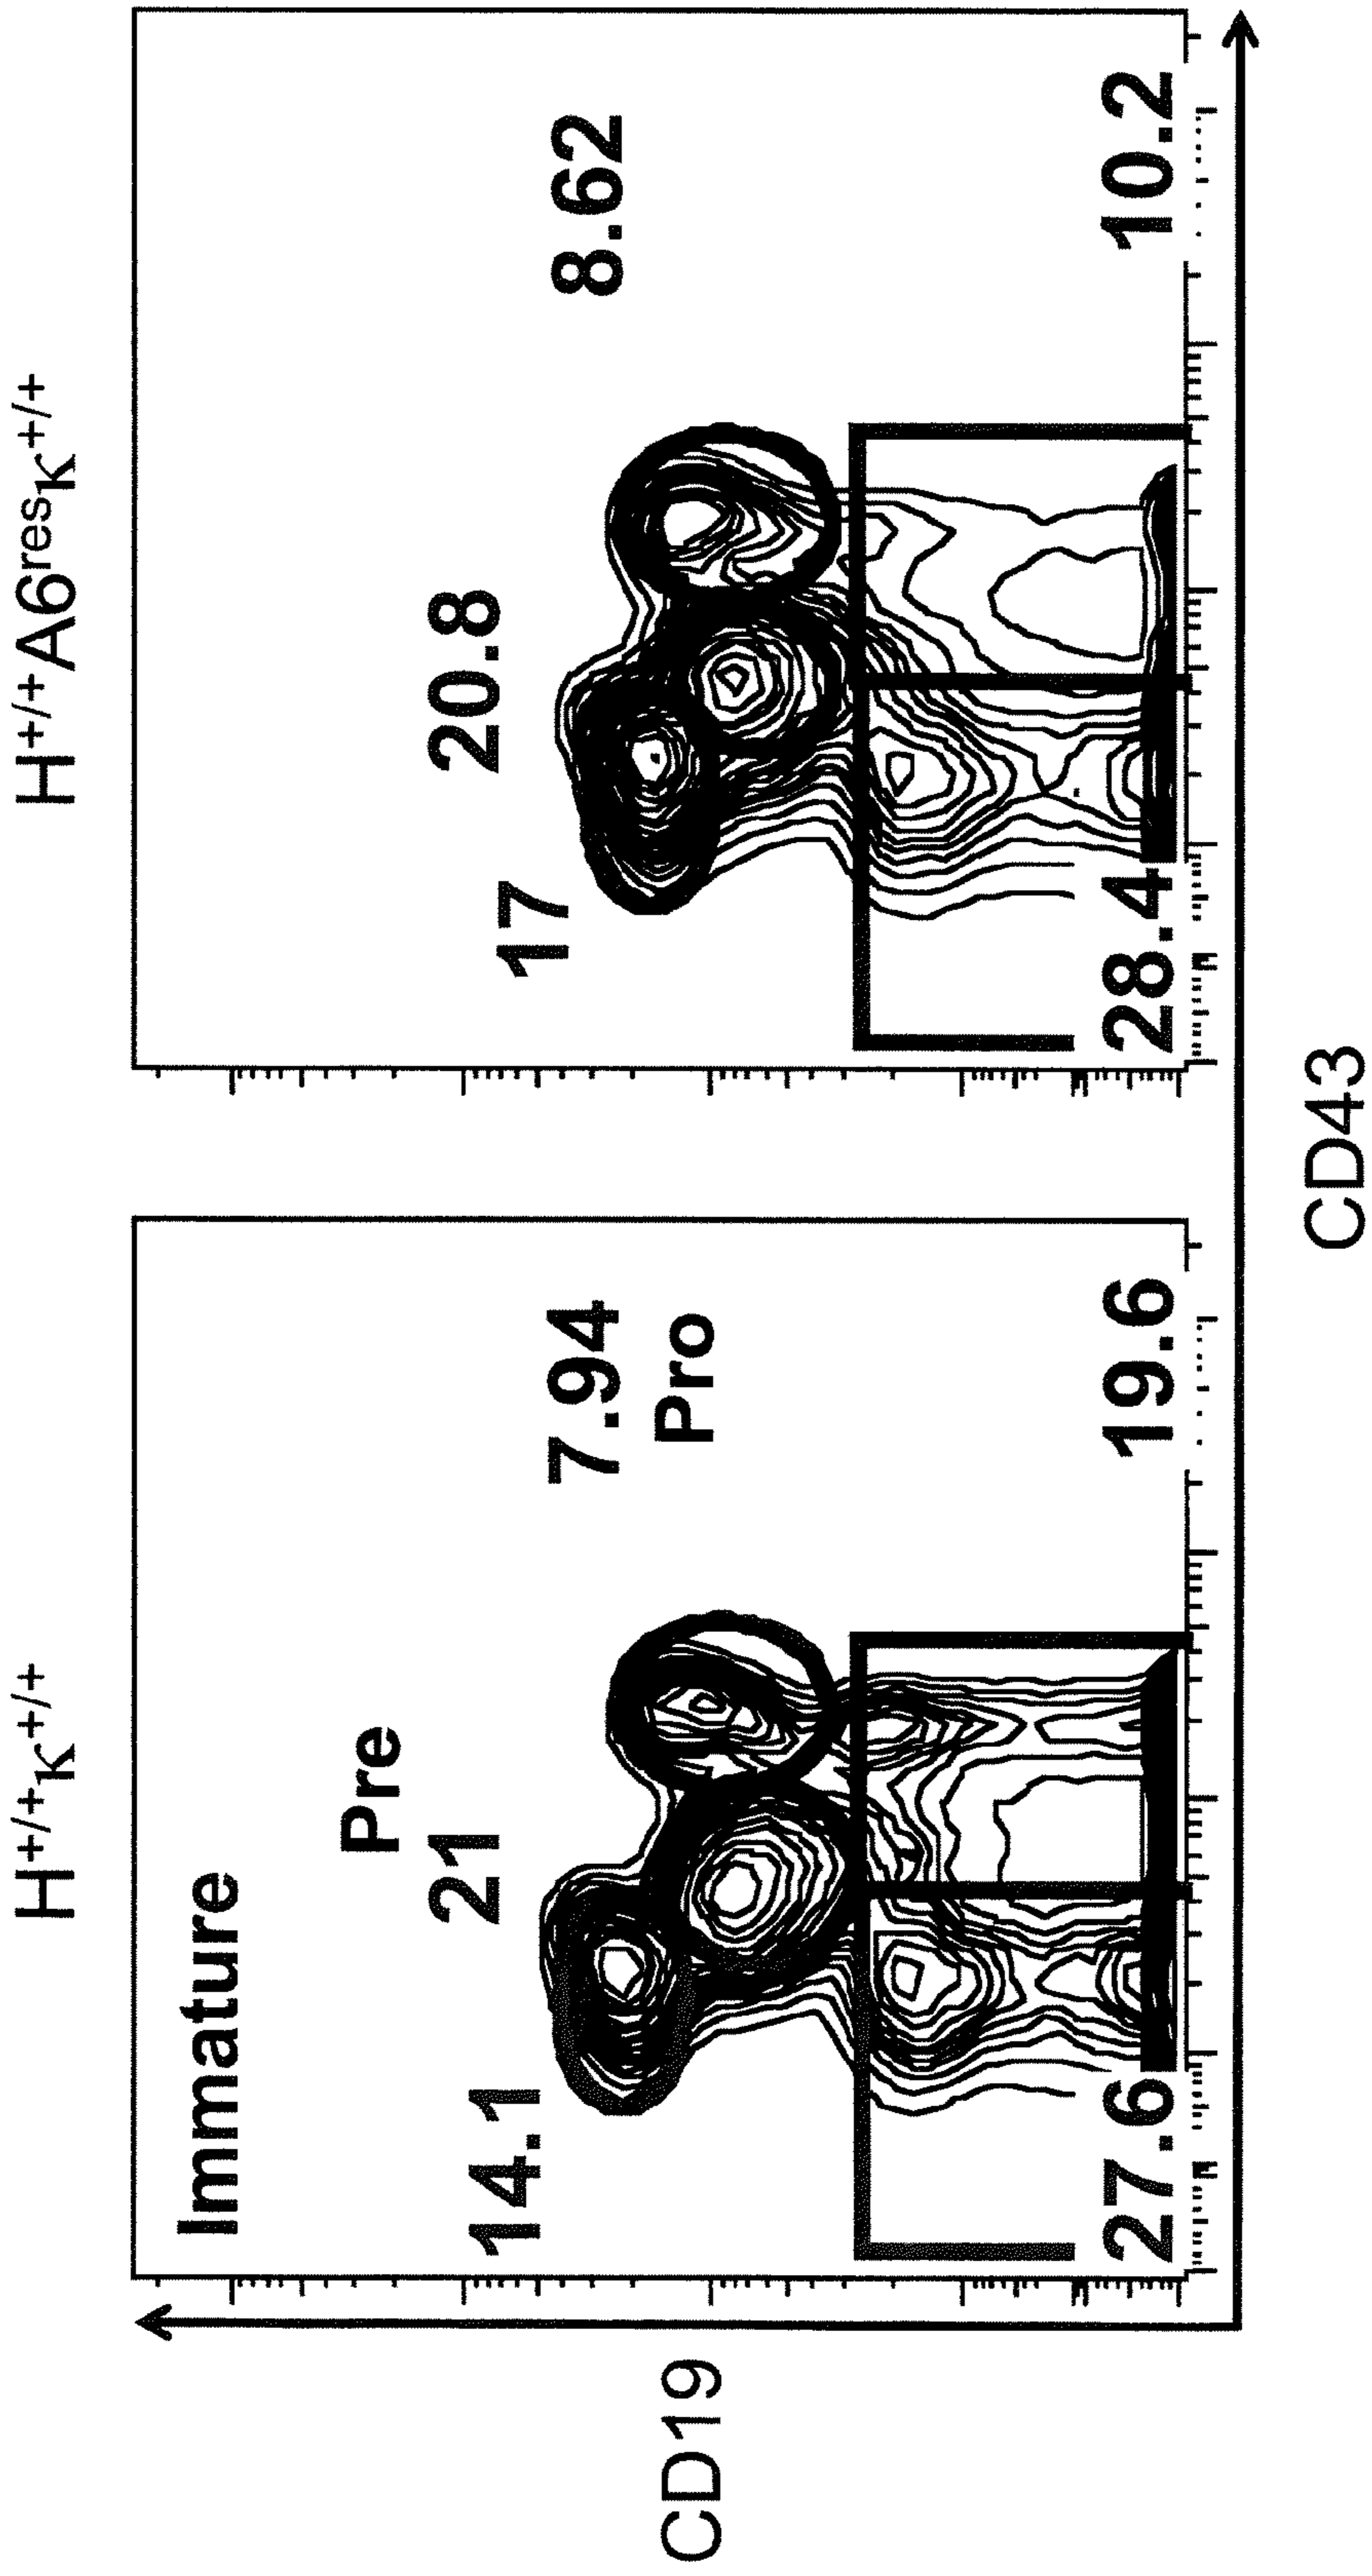 H+/+κ+/+
H+/+A6resκ+/+
Immature
Pre
14.1
21
7.94
Pro
27.6
19.6
17
20.8
8.62
28.4
10.2
CD19
CD43